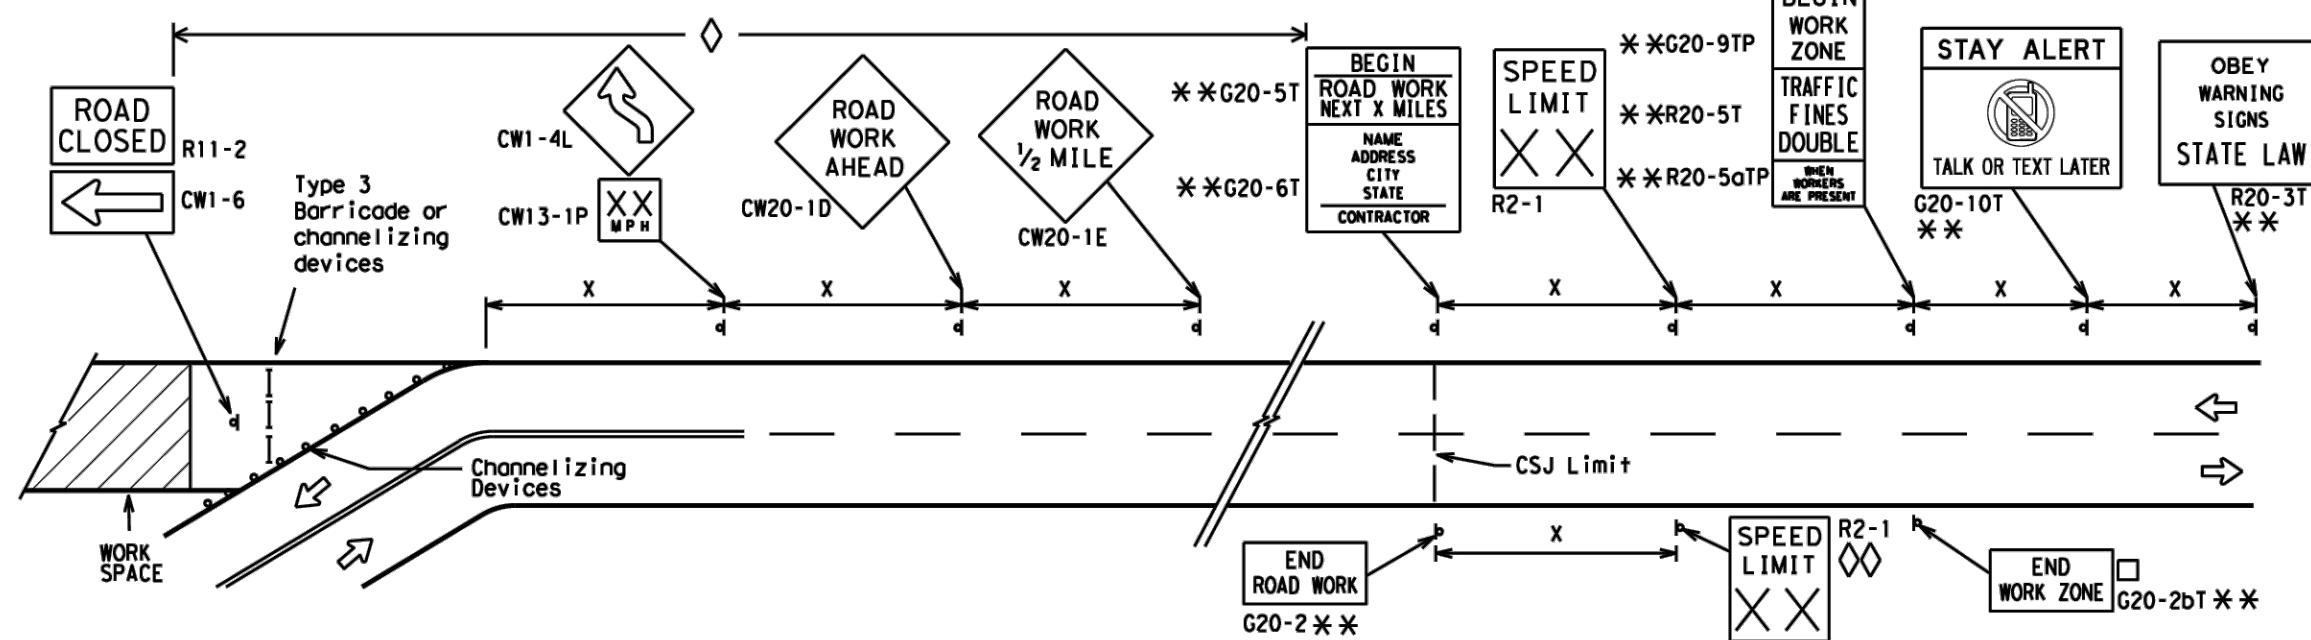 ROAD
CLOSED
R11-2
CW1-6
Type 3
Barricade or
channelizing
devices
CW1-4L
CW13-1P
XX
MPH
ROAD
WORK
AHEAD
CW20-1D
ROAD
WORK
1/2 MILE
CW20-1E
**G20-5T
BEGIN
ROAD WORK
NEXT X MILES
**G20-6T
NAME
ADDRESS
CITY
STATE
CONTRACTOR
SPEED
LIMIT
XX
R2-1
**G20-9TP
BEGIN
WORK
ZONE
**R20-5T
TRAFFIC
FINES
DOUBLE
**R20-5aTP
WHEN
WORKERS
ARE PRESENT
STAY ALERT
TALK OR TEXT LATER
G20-10T
**
OBEY
WARNING
SIGNS
STATE LAW
R20-3T
**
X
X
X
X
X
X
X
d
d
d
d
d
d
d
d
d
Channelizing
Devices
CSJ Limit
WORK
SPACE
END
ROAD WORK
G20-2**
X
SPEED
LIMIT
XX
R2-1
◇◇
END
WORK ZONE
□
G20-2bT**